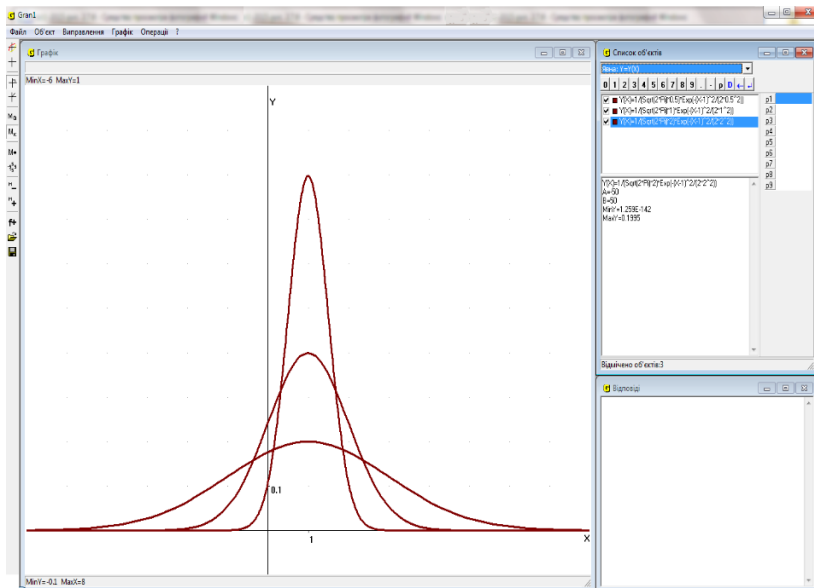 Gran1
Файл Об'єкт Виправлення Графік Операції ?
Графік
MinX=-6 MaxY=1
Y
0.1
1
X
MinY=-0.1 MaxX=8
Список об'єктів
Явна: Y=Y(X)
0 1 2 3 4 5 6 7 8 9 . - p D
Y(X)=1/(Sqrt(2*Pi)*0.5)*Exp(-(X-1)^2/(2*0.5^2))
Y(X)=1/(Sqrt(2*Pi)*1)*Exp(-(X-1)^2/(2*1^2))
Y(X)=1/(Sqrt(2*Pi)*2)*Exp(-(X-1)^2/(2*2^2))
p1
p2
p3
p4
p5
p6
p7
p8
p9
Y(X)=1/(Sqrt(2*Pi)*2)*Exp(-(X-1)^2/(2*2^2))
A=-50
B=50
MinY=1.259E-142
MaxY=0.1995
Відмічено об'єктів:3
Відповіді